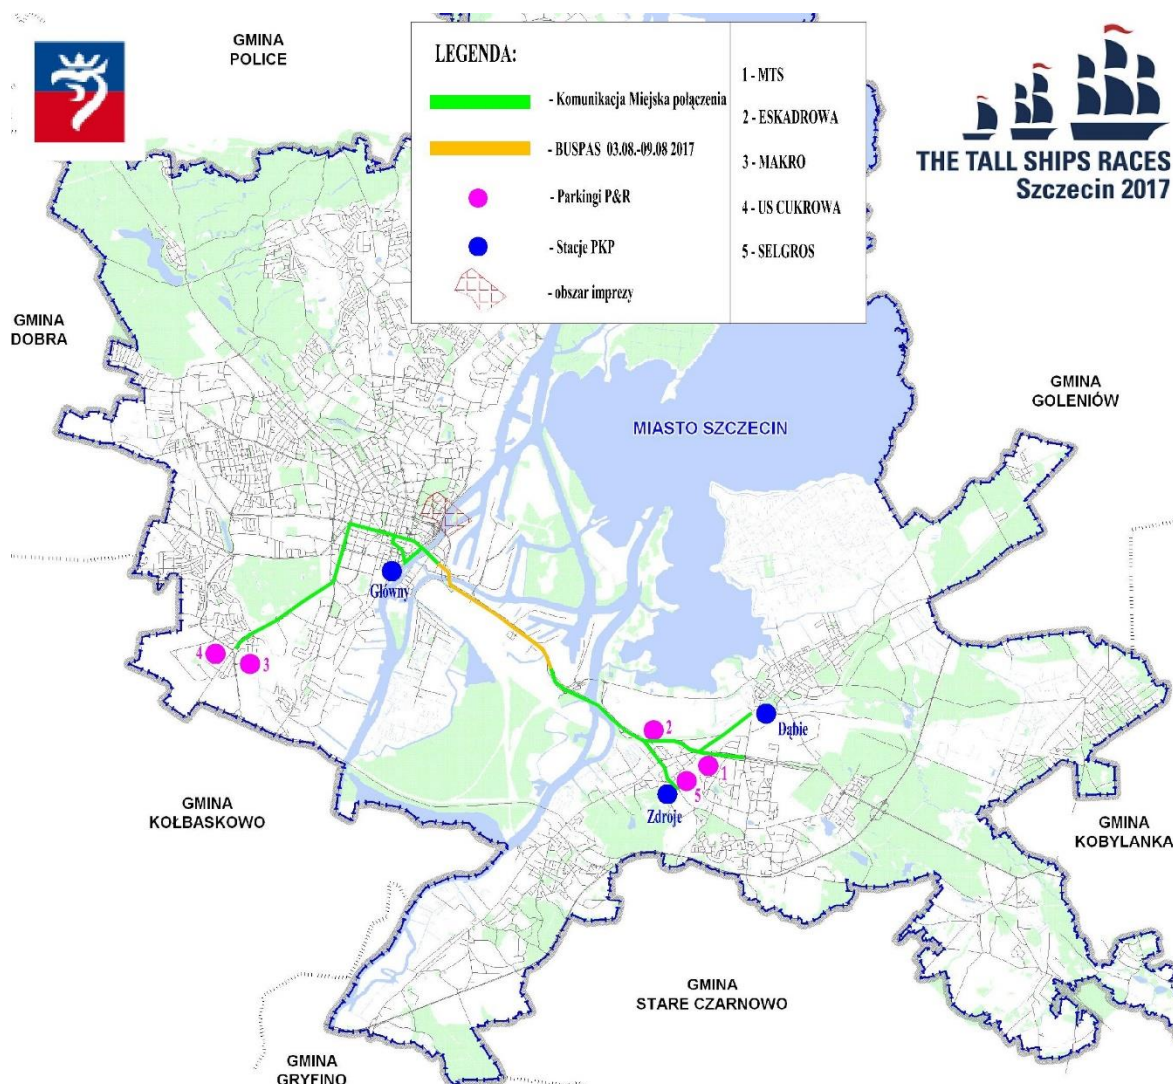 GMINA
POLICE
LEGENDA:
- Komunikacja Miejska połączenia
- BUSPAS 03.08.-09.08 2017
- Parkingi P&R
- Stacje PKP
- obszar imprezy
1 - MTS
2 - ESKADROWA
3 - MAKRO
4 - US CUKROWA
5 - SELGROS
THE TALL SHIPS RACES
Szczecin 2017
GMINA
DOBRA
GMINA
GOLENIÓW
MIASTO SZCZECIN
Główny
4
3
2
Dąbie
1
5
Zdroje
GMINA
KOŁBASKOWO
GMINA
KOBYLANKA
GMINA
STARE CZARNOWO
GMINA
GRYFINO